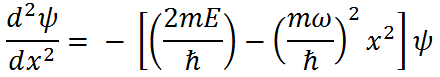 d²ψ/dx² = − [(2mE/ħ) − (mω/ħ)² x²] ψ